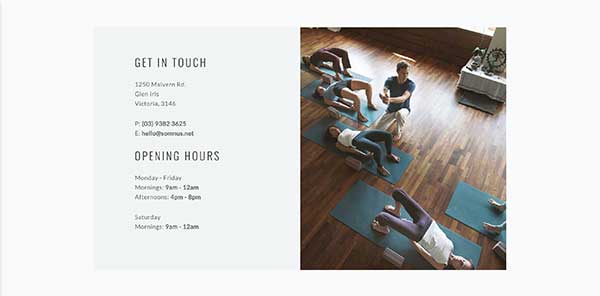 GET IN TOUCH
1250 Malvern Rd.
Glen Iris
Victoria, 3146
P: (03) 9382 3625
E: hello@somnus.net
OPENING HOURS
Monday - Friday
Mornings: 9am - 12am
Afternoons: 4pm - 8pm
Saturday
Mornings: 9am - 12am